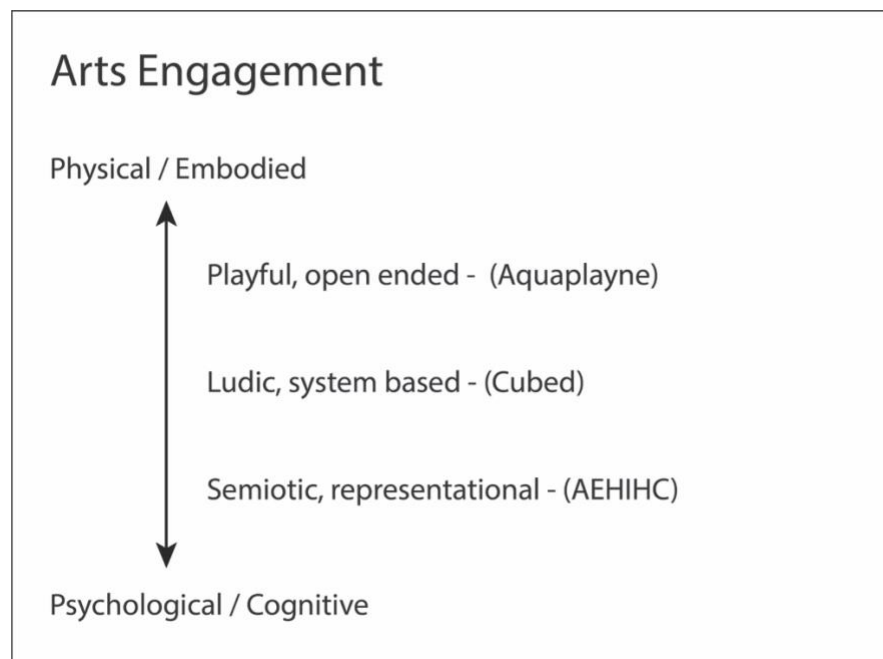 Arts Engagement
Physical / Embodied
Playful, open ended - (Aquaplayne)
Ludic, system based - (Cubed)
Semiotic, representational - (AEHIHC)
Psychological / Cognitive